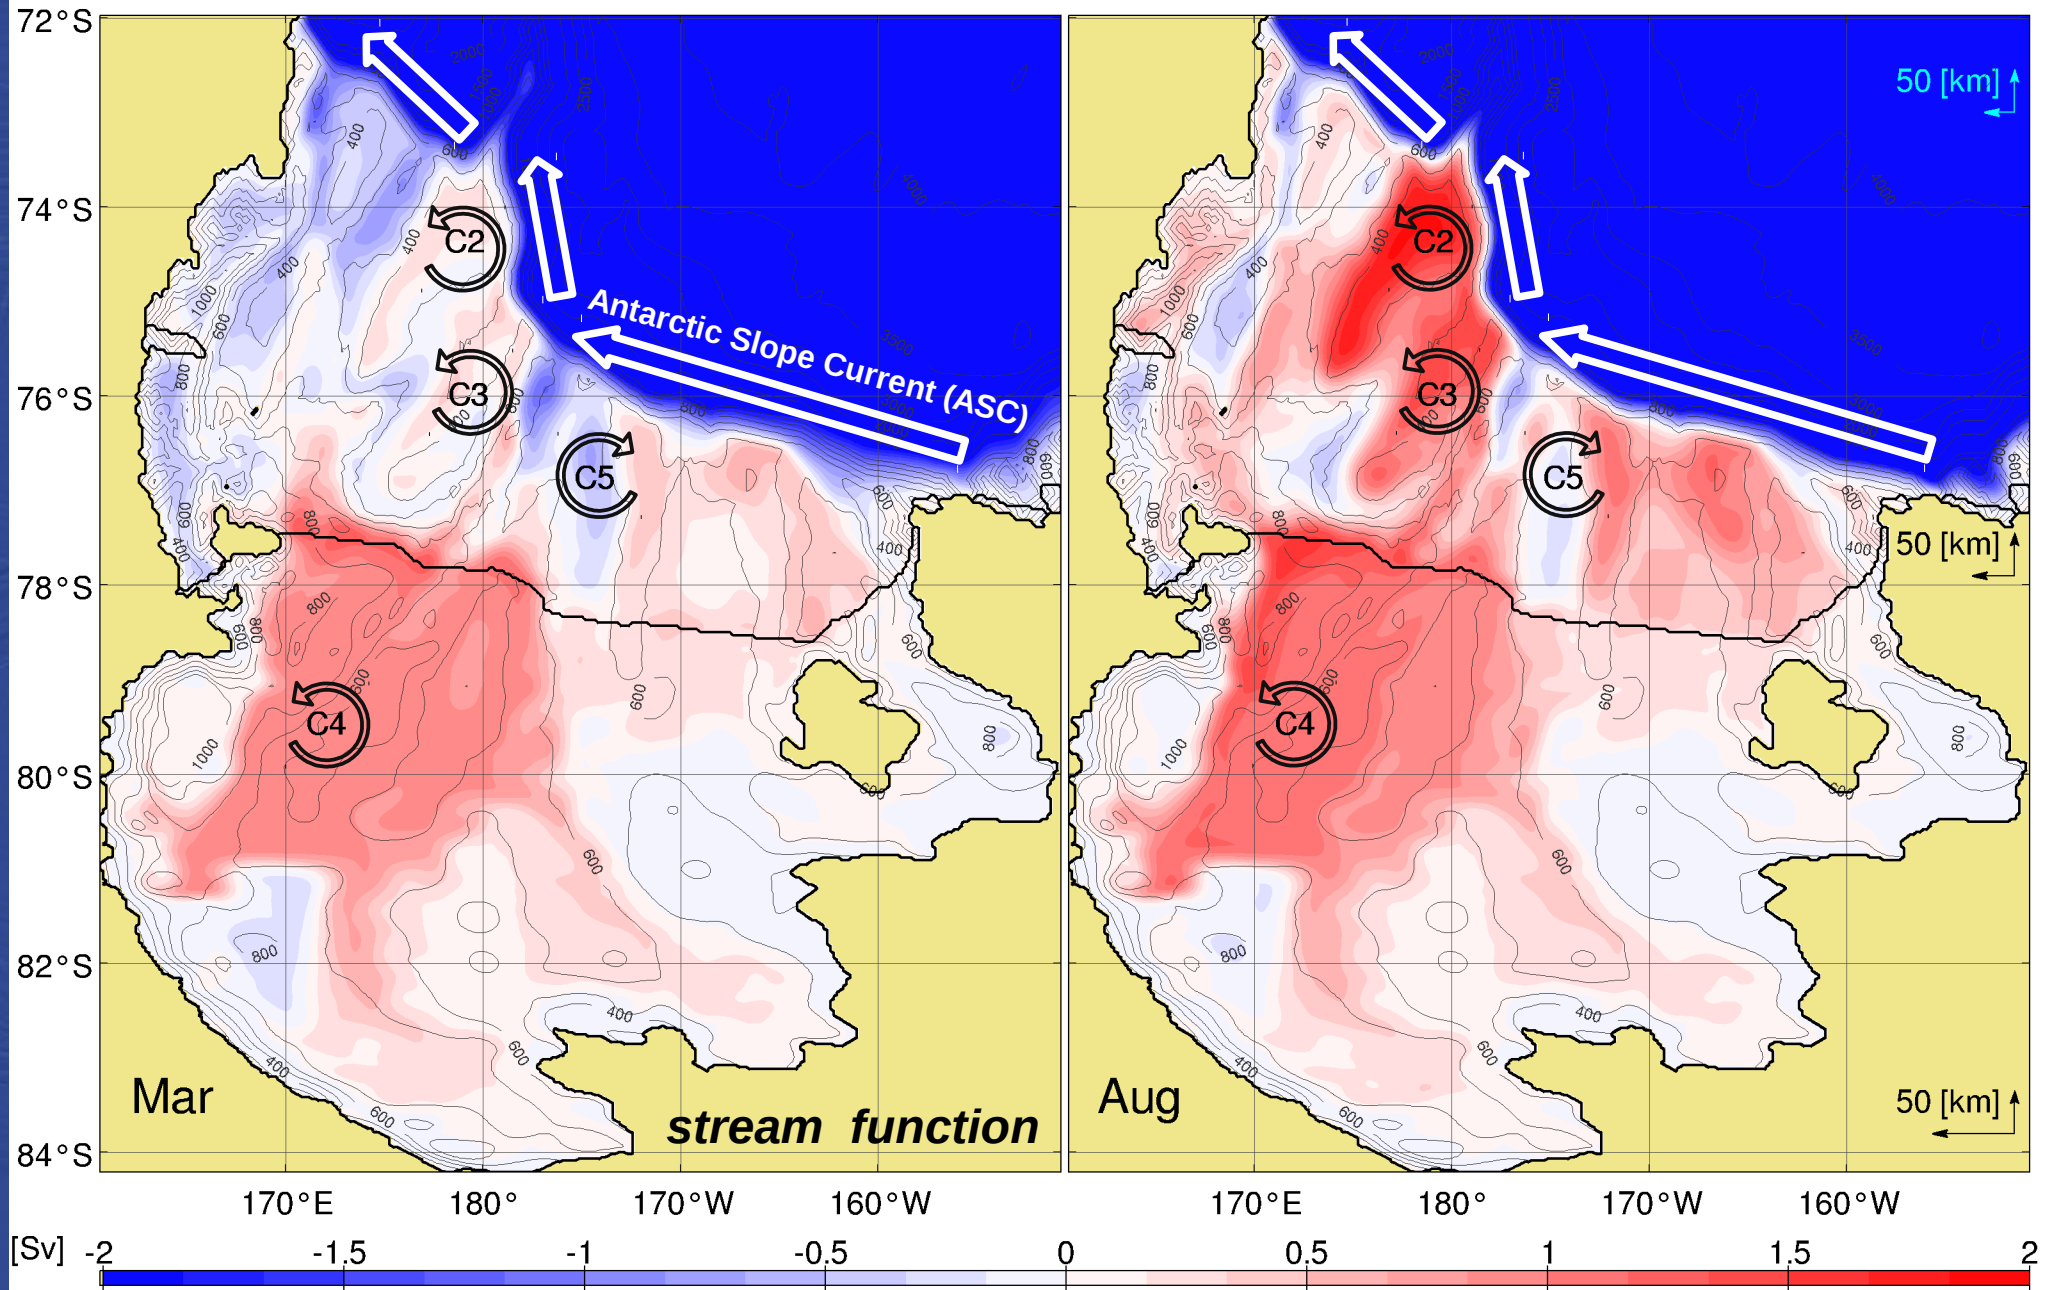 72°S
74°S
76°S
78°S
80°S
82°S
84°S
Antarctic Slope Current (ASC)
C2
C3
C5
C4
Mar
stream function
170°E 180° 170°W 160°W
50 [km]
C2
C3
C5
50 [km]
C4
Aug
50 [km]
170°E 180° 170°W 160°W
[Sv] -2 -1.5 -1 -0.5 0 0.5 1 1.5 2